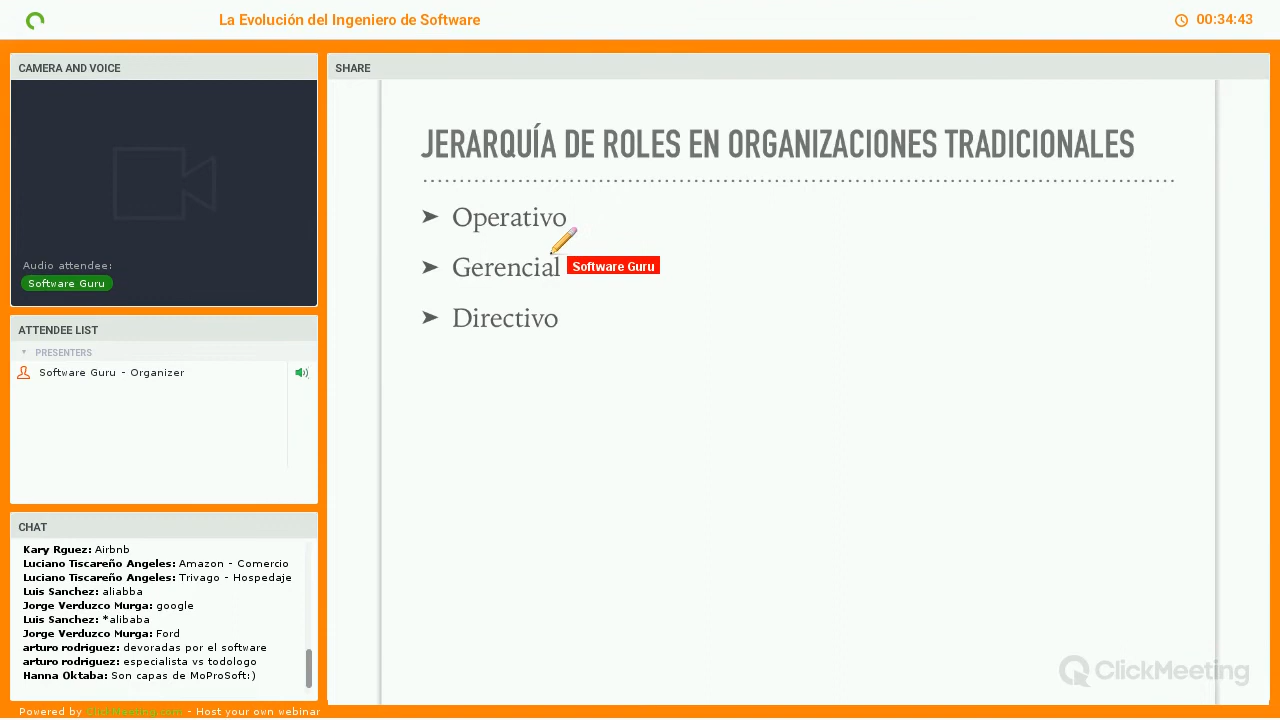 La Evolución del Ingeniero de Software
00:34:43
CAMERA AND VOICE
Audio attendee:
Software Guru
ATTENDEE LIST
PRESENTERS
Software Guru - Organizer
CHAT
Kary Rguez: Airbnb
Luciano Tiscareño Angeles: Amazon - Comercio
Luciano Tiscareño Angeles: Trivago - Hospedaje
Luis Sanchez: aliabba
Jorge Verduzco Murga: google
Luis Sanchez: *alibaba
Jorge Verduzco Murga: Ford
arturo rodriguez: devoradas por el software
arturo rodriguez: especialista vs todologo
Hanna Oktaba: Son capas de MoProSoft:)
Powered by ClickMeeting.com - Host your own webinar
SHARE
JERARQUÍA DE ROLES EN ORGANIZACIONES TRADICIONALES
➤ Operativo
➤ Gerencial
Software Guru
➤ Directivo
ClickMeeting